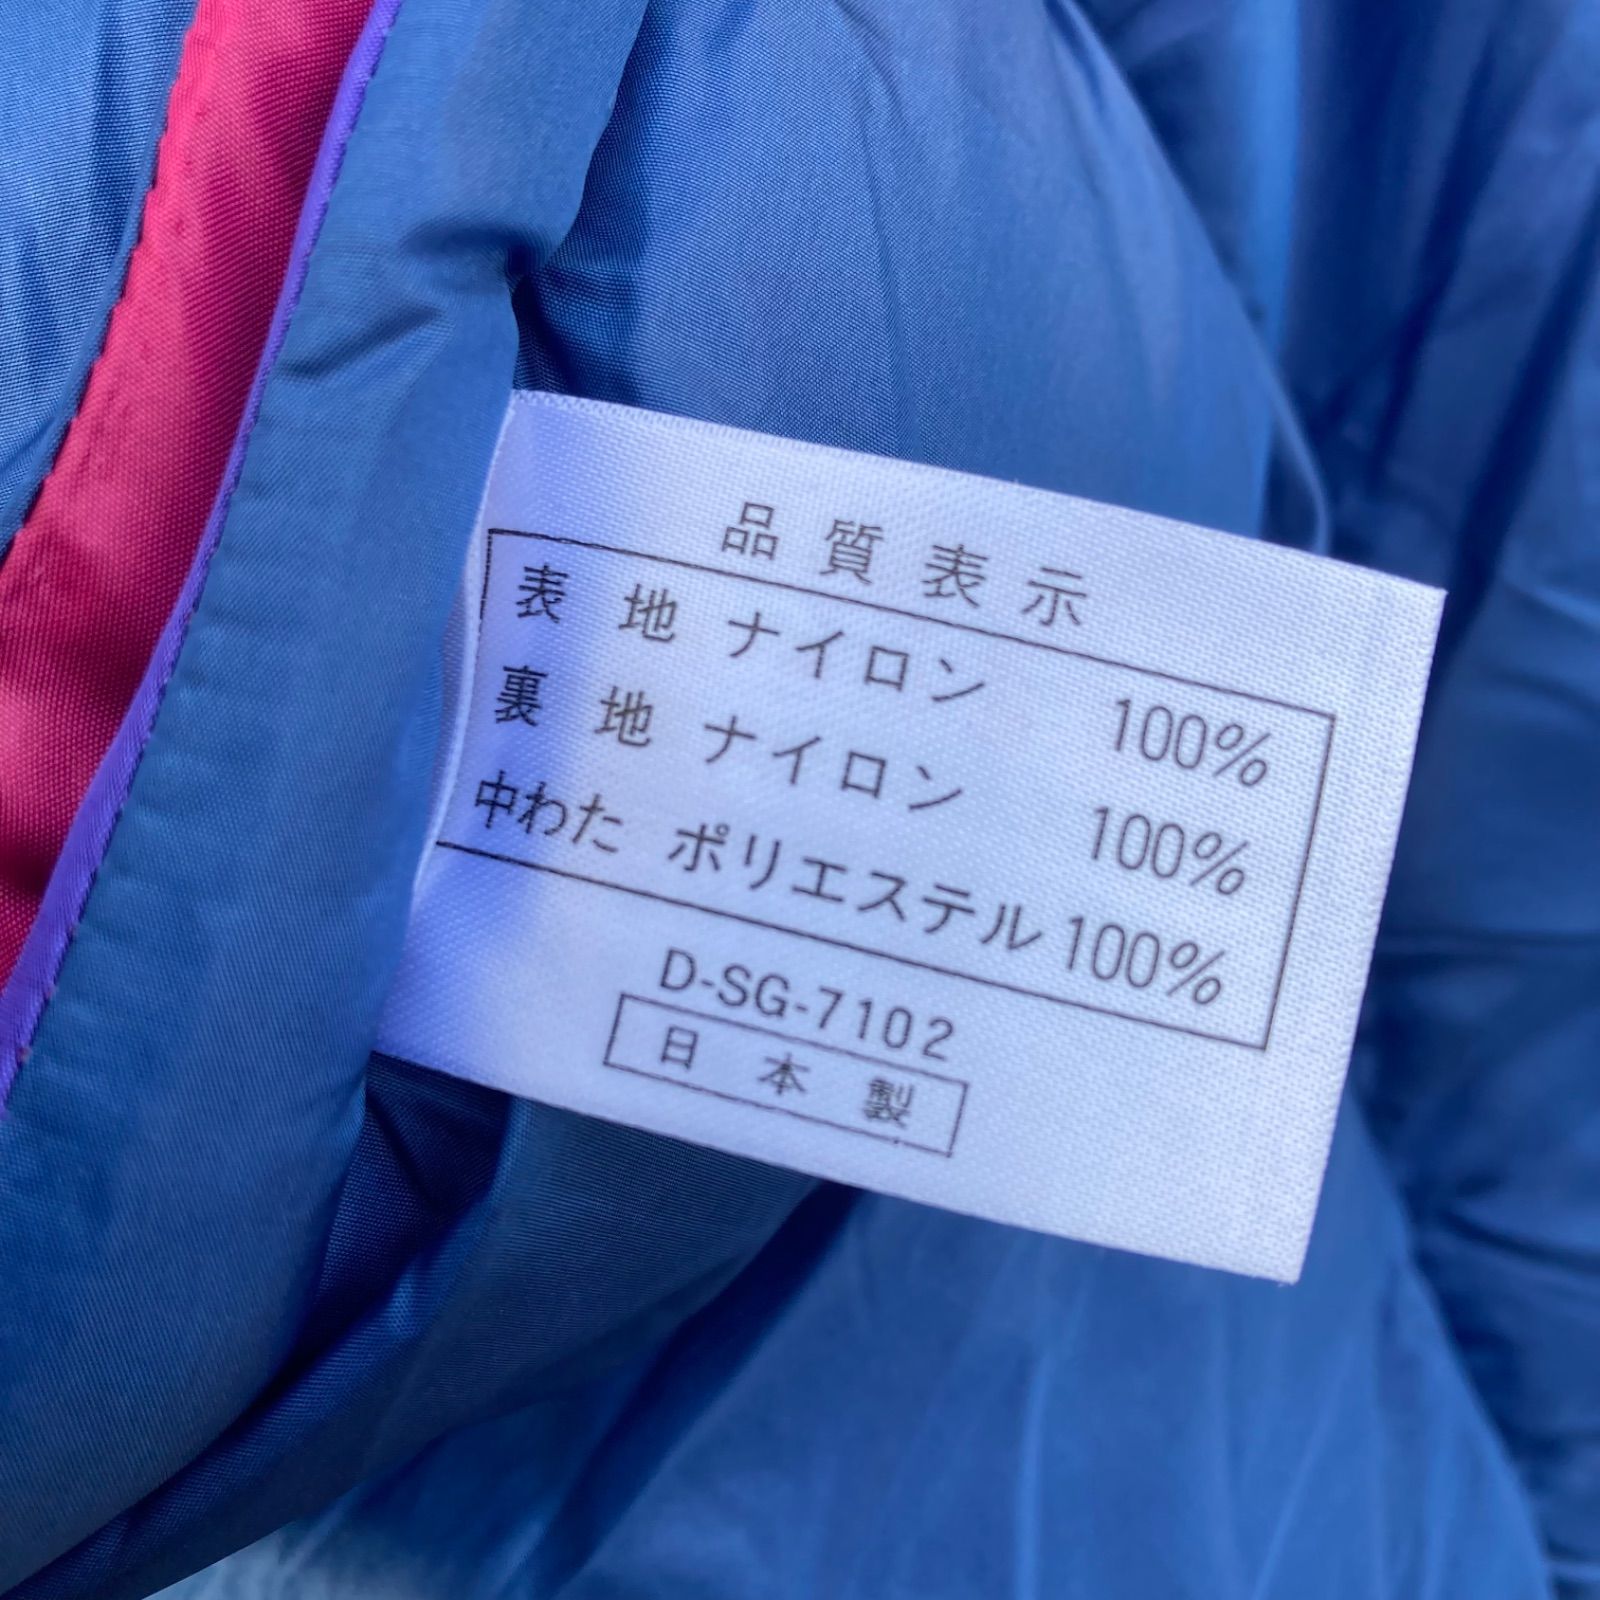 品質表示
表地 ナイロン 100%
裏地 ナイロン 100%
中わた ポリエステル 100%
D-SG-7102
日本製